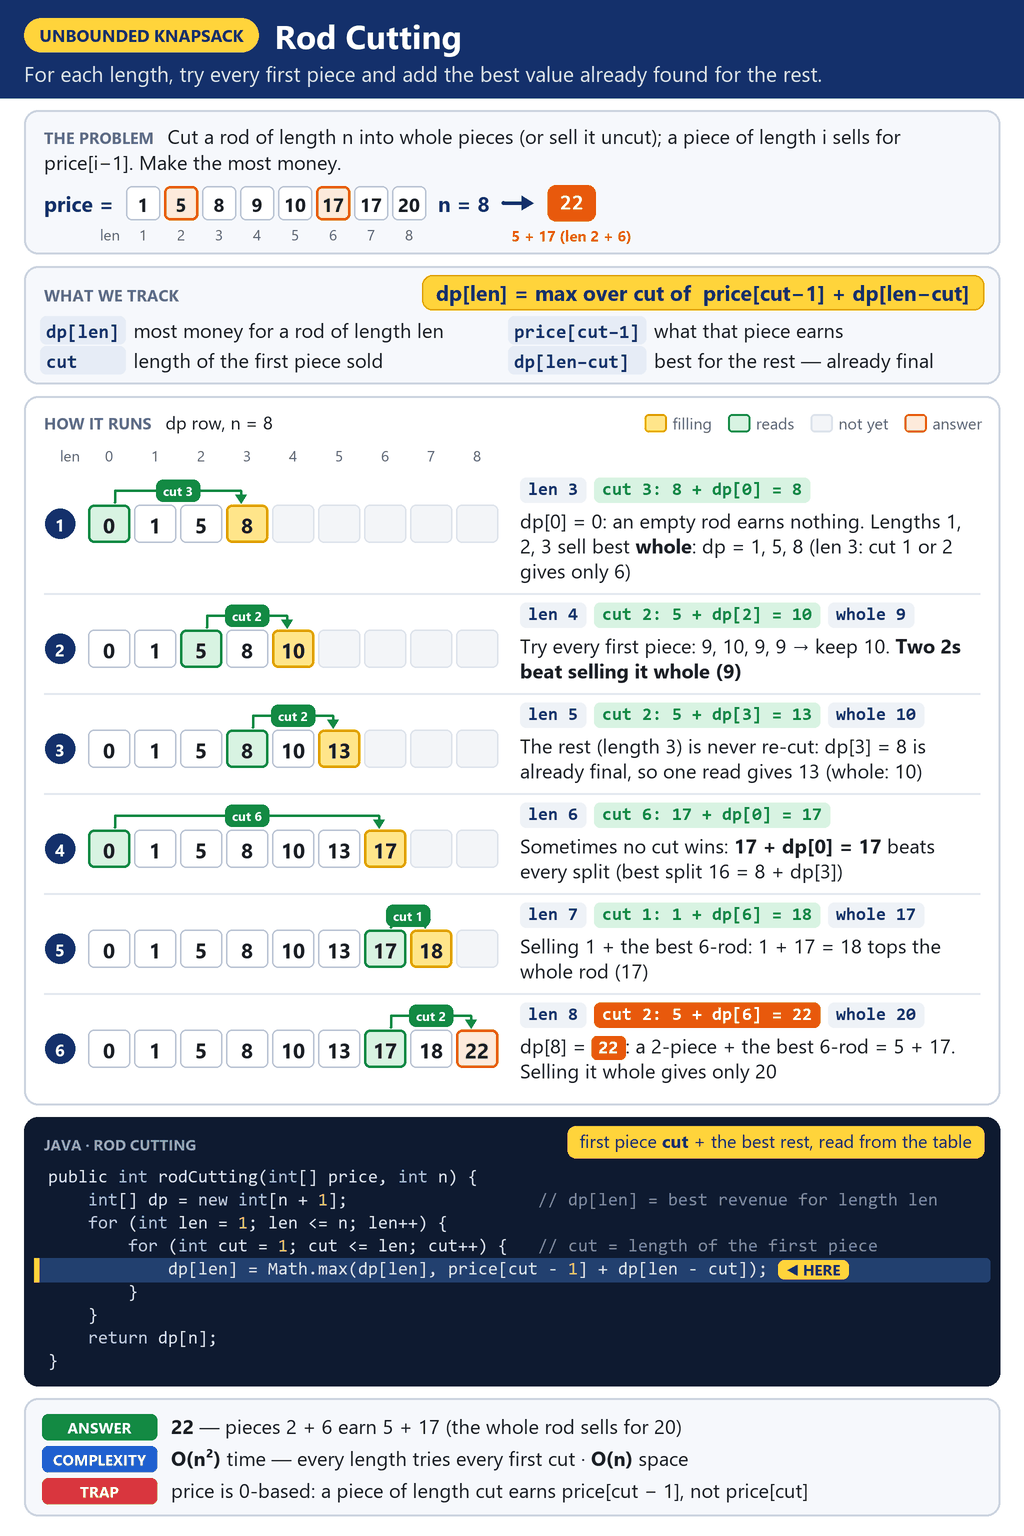 UNBOUNDED KNAPSACK Rod Cutting
For each length, try every first piece and add the best value already found for the rest.
THE PROBLEM Cut a rod of length n into whole pieces (or sell it uncut); a piece of length i sells for
price[i−1]. Make the most money.
price = 1 5 8 9 10 17 17 20 n = 8 → 22
len 1 2 3 4 5 6 7 8 5 + 17 (len 2 + 6)
WHAT WE TRACK dp[len] = max over cut of price[cut−1] + dp[len−cut]
dp[len] most money for a rod of length len price[cut−1] what that piece earns
cut length of the first piece sold dp[len−cut] best for the rest — already final
HOW IT RUNS dp row, n = 8 filling reads not yet answer
len 0 1 2 3 4 5 6 7 8
cut 3 len 3 cut 3: 8 + dp[0] = 8
1 0 1 5 8 dp[0] = 0: an empty rod earns nothing. Lengths 1,
2, 3 sell best whole: dp = 1, 5, 8 (len 3: cut 1 or 2
gives only 6)
cut 2 len 4 cut 2: 5 + dp[2] = 10 whole 9
2 0 1 5 8 10 Try every first piece: 9, 10, 9, 9 → keep 10. Two 2s
beat selling it whole (9)
cut 2 len 5 cut 2: 5 + dp[3] = 13 whole 10
3 0 1 5 8 10 13 The rest (length 3) is never re-cut: dp[3] = 8 is
already final, so one read gives 13 (whole: 10)
cut 6 len 6 cut 6: 17 + dp[0] = 17
4 0 1 5 8 10 13 17 Sometimes no cut wins: 17 + dp[0] = 17 beats
every split (best split 16 = 8 + dp[3])
cut 1 len 7 cut 1: 1 + dp[6] = 18 whole 17
5 0 1 5 8 10 13 17 18 Selling 1 + the best 6-rod: 1 + 17 = 18 tops the
whole rod (17)
cut 2 len 8 cut 2: 5 + dp[6] = 22 whole 20
6 0 1 5 8 10 13 17 18 22 dp[8] = 22: a 2-piece + the best 6-rod = 5 + 17.
Selling it whole gives only 20
JAVA · ROD CUTTING first piece cut + the best rest, read from the table
public int rodCutting(int[] price, int n) {
    int[] dp = new int[n + 1]; // dp[len] = best revenue for length len
    for (int len = 1; len <= n; len++) {
        for (int cut = 1; cut <= len; cut++) { // cut = length of the first piece
            dp[len] = Math.max(dp[len], price[cut - 1] + dp[len - cut]); ◀ HERE
        }
    }
    return dp[n];
}
ANSWER 22 — pieces 2 + 6 earn 5 + 17 (the whole rod sells for 20)
COMPLEXITY O(n²) time — every length tries every first cut · O(n) space
TRAP price is 0-based: a piece of length cut earns price[cut − 1], not price[cut]